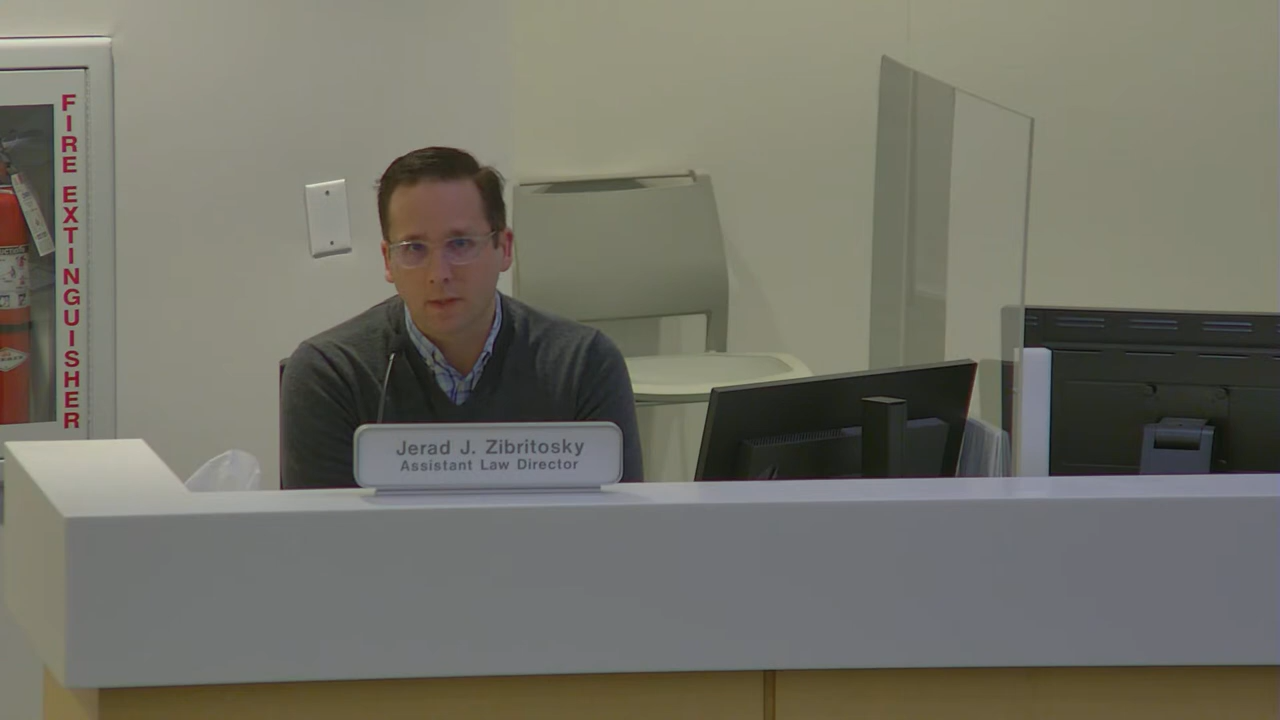 FIRE EXTINGUISHER
Jerad J. Zibritosky
Assistant Law Director